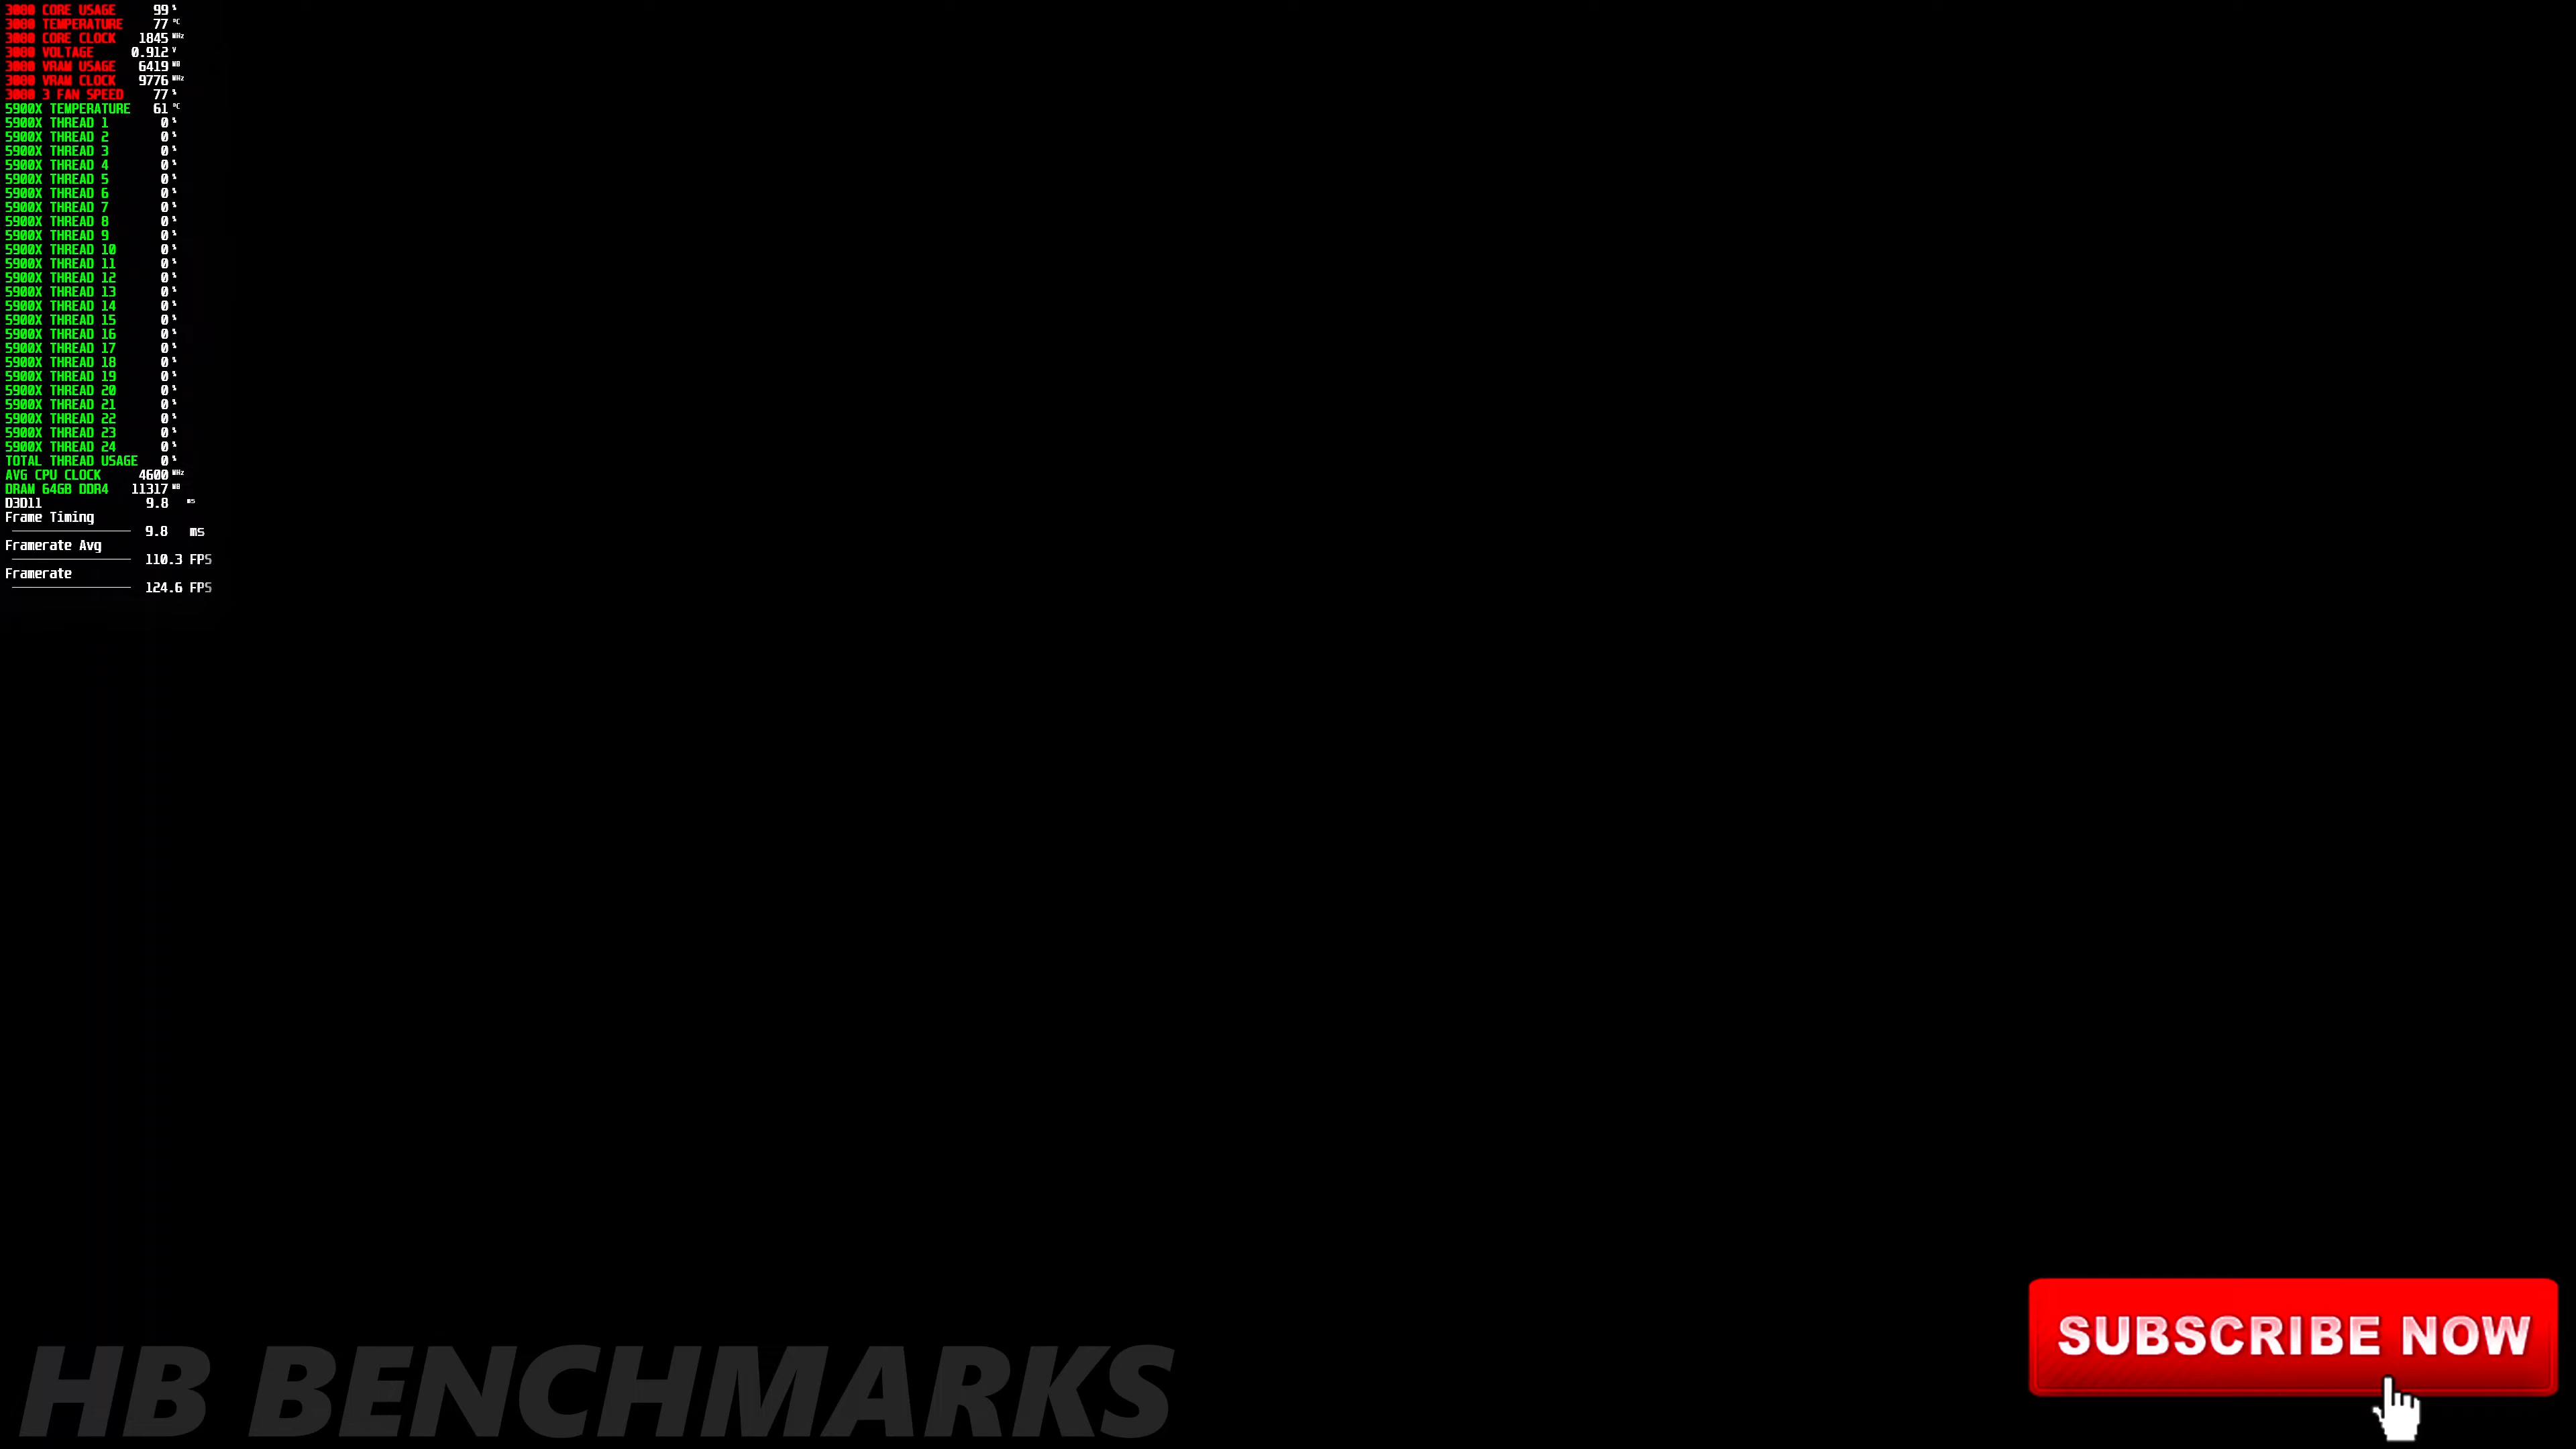 3080 CORE USAGE 99 %
3080 TEMPERATURE 77 °C
3080 CORE CLOCK 1845 MHz
3080 VOLTAGE 0.912 V
3080 VRAM USAGE 6419 MB
3080 VRAM CLOCK 9776 MHz
3080 3 FAN SPEED 77 %
5900X TEMPERATURE 61 °C
5900X THREAD 1 0 %
5900X THREAD 2 0 %
5900X THREAD 3 0 %
5900X THREAD 4 0 %
5900X THREAD 5 0 %
5900X THREAD 6 0 %
5900X THREAD 7 0 %
5900X THREAD 8 0 %
5900X THREAD 9 0 %
5900X THREAD 10 0 %
5900X THREAD 11 0 %
5900X THREAD 12 0 %
5900X THREAD 13 0 %
5900X THREAD 14 0 %
5900X THREAD 15 0 %
5900X THREAD 16 0 %
5900X THREAD 17 0 %
5900X THREAD 18 0 %
5900X THREAD 19 0 %
5900X THREAD 20 0 %
5900X THREAD 21 0 %
5900X THREAD 22 0 %
5900X THREAD 23 0 %
5900X THREAD 24 0 %
TOTAL THREAD USAGE 0 %
AVG CPU CLOCK 4600 MHz
DRAM 64GB DDR4 11317 MB
D3D11 9.8 ms
Frame Timing
9.8 ms
Framerate Avg
110.3 FPS
Framerate
124.6 FPS
SUBSCRIBE NOW
HB BENCHMARKS